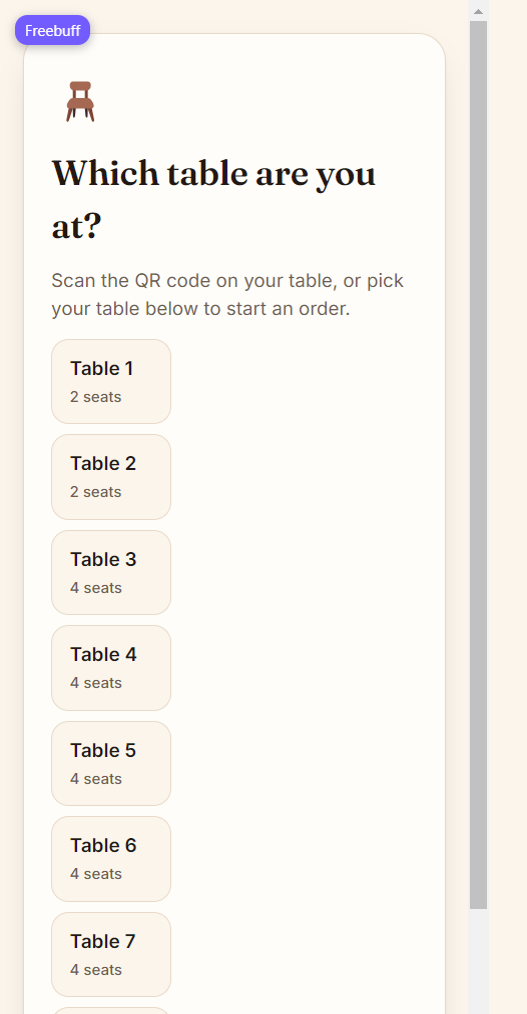 Freebuff
Which table are you
at?
Scan the QR code on your table, or pick
your table below to start an order.
Table 1
2 seats
Table 2
2 seats
Table 3
4 seats
Table 4
4 seats
Table 5
4 seats
Table 6
4 seats
Table 7
4 seats